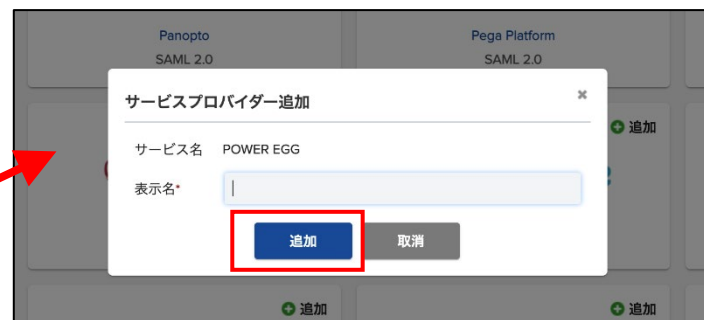 Panopto
Pega Platform
SAML 2.0
SAML 2.0
サービスプロバイダー追加
追加
サービス名 POWER EGG
表示名*
追加
取消
追加
追加